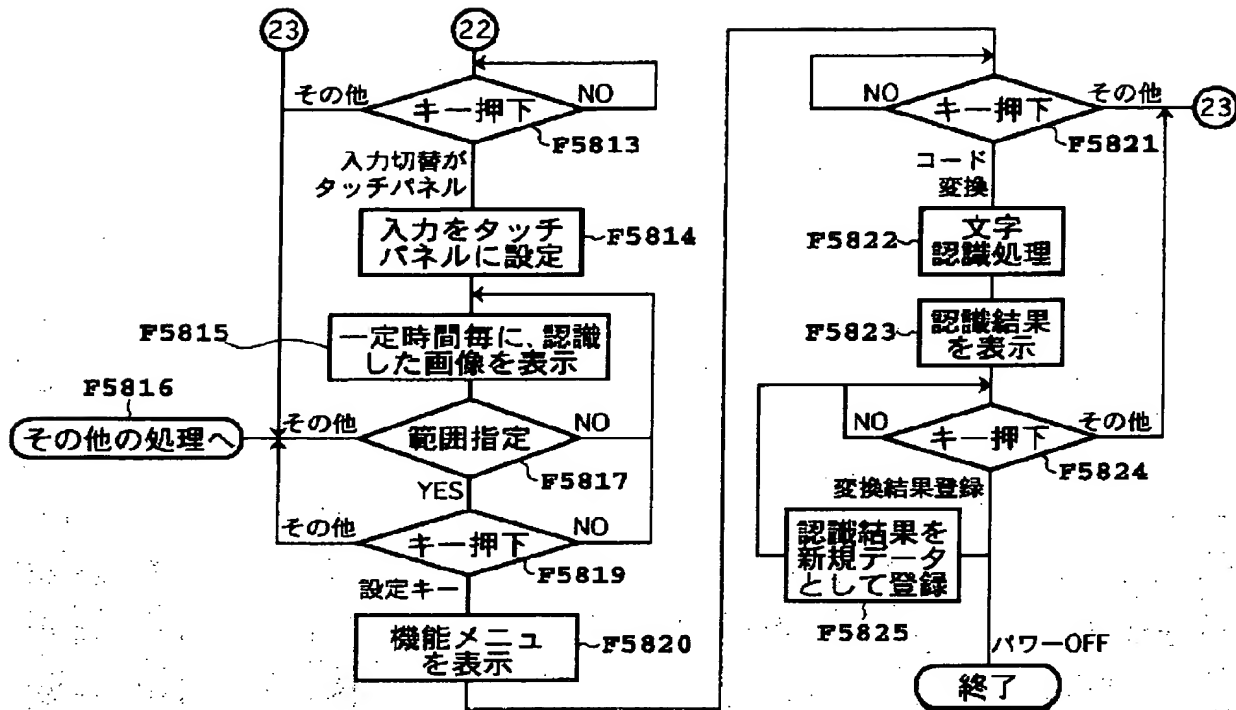 23
22
その他
キー押下
NO
F5813
入力切替が
タッチパネル
入力をタッチ
パネルに設定
F5814
F5815
一定時間毎に、認識
した画像を表示
F5816
その他の処理へ
その他
範囲指定
NO
F5817
YES
その他
キー押下
NO
F5819
設定キー
機能メニュ
を表示
F5820
NO
キー押下
その他
23
F5821
コード
変換
F5822
文字
認識処理
F5823
認識結果
を表示
NO
キー押下
その他
F5824
変換結果登録
認識結果を
新規データ
として登録
F5825
パワーOFF
終了